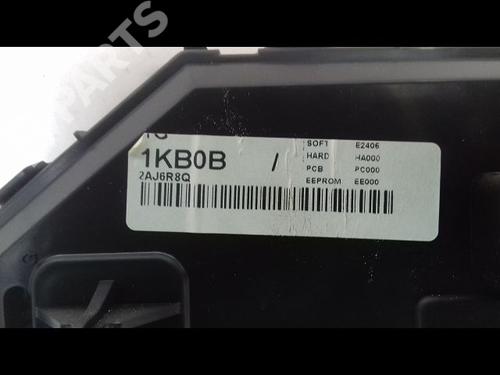 PARTS
1KB0B /
2AJ6R8Q
SOFT E2406
HARD HA000
PCB PC000
EEPROM EE000